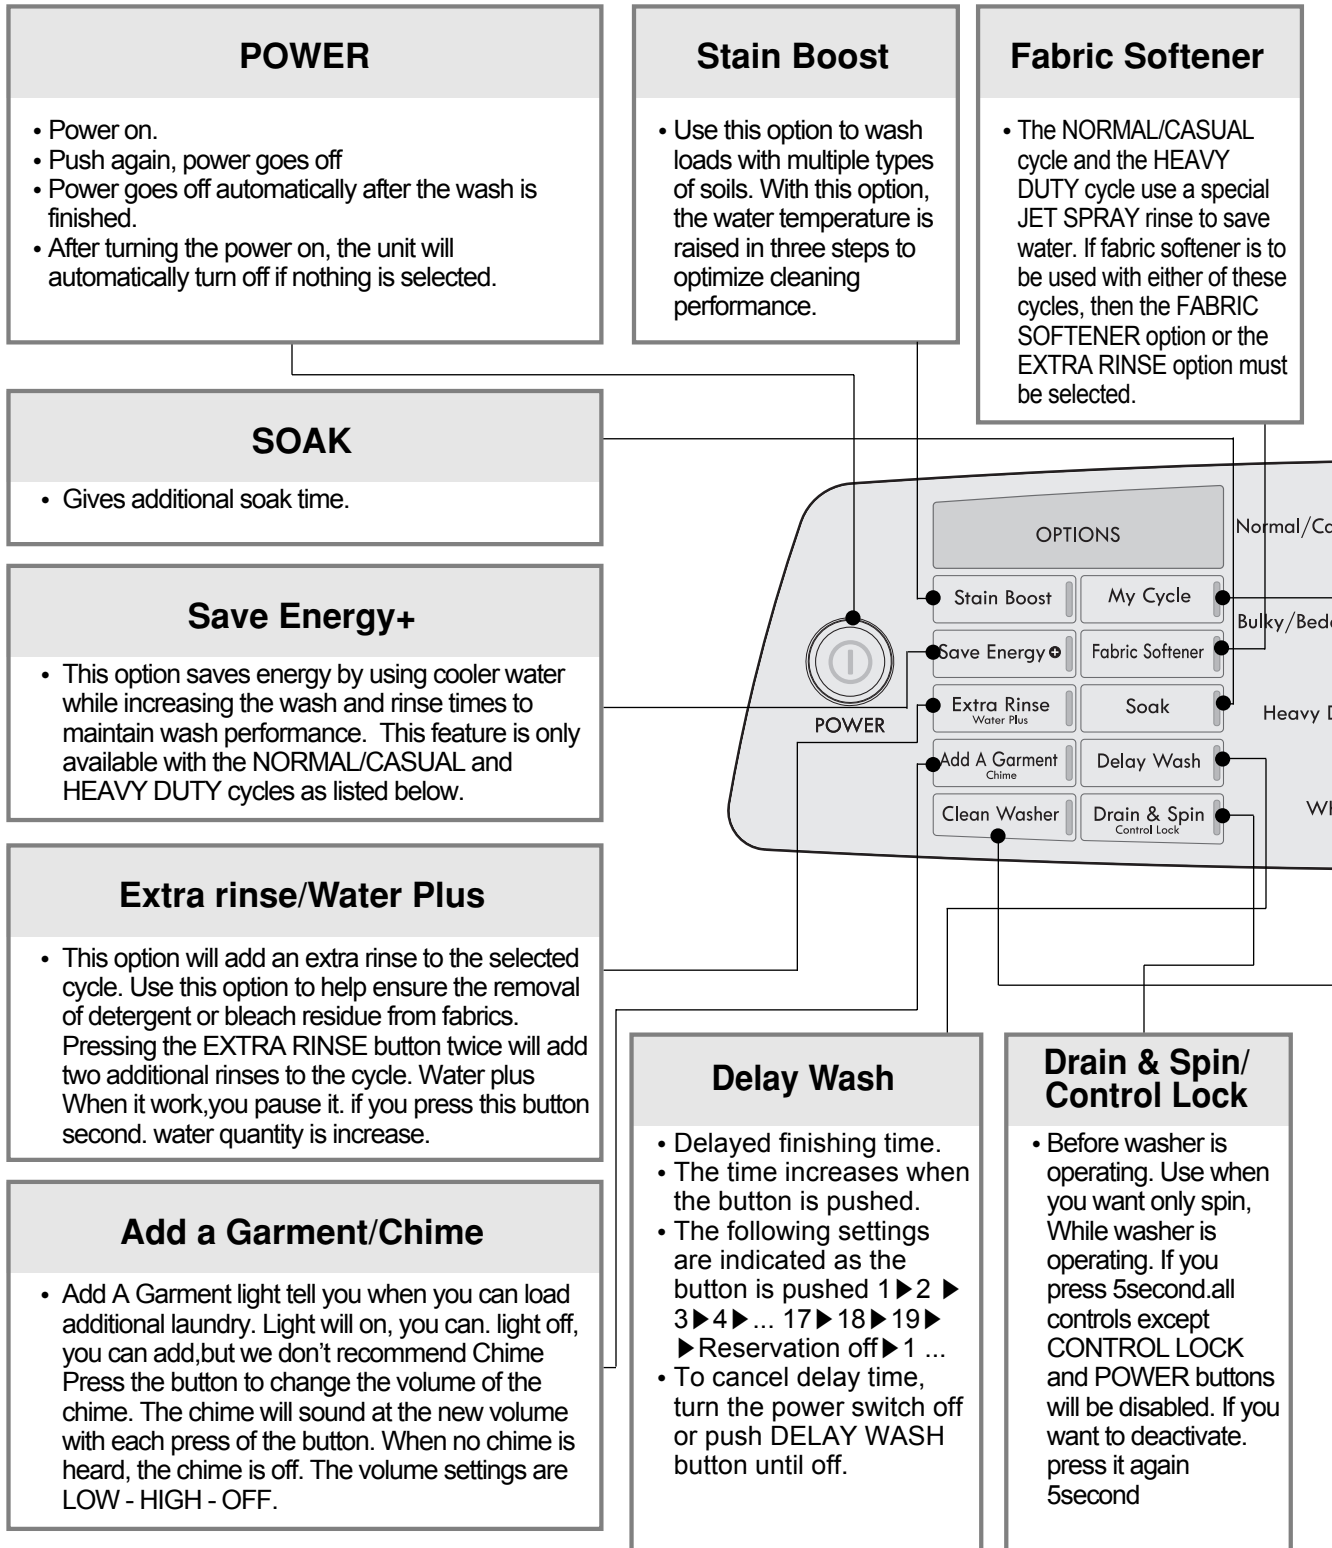 POWER
• Power on.
• Push again, power goes off
• Power goes off automatically after the wash is
finished.
• After turning the power on, the unit will
automatically turn off if nothing is selected.
Stain Boost
• Use this option to wash
loads with multiple types
of soils. With this option,
the water temperature is
raised in three steps to
optimize cleaning
performance.
Fabric Softener
• The NORMAL/CASUAL
cycle and the HEAVY
DUTY cycle use a special
JET SPRAY rinse to save
water. If fabric softener is to
be used with either of these
cycles, then the FABRIC
SOFTENER option or the
EXTRA RINSE option must
be selected.
SOAK
• Gives additional soak time.
Save Energy+
• This option saves energy by using cooler water
while increasing the wash and rinse times to
maintain wash performance.  This feature is only
available with the NORMAL/CASUAL and
HEAVY DUTY cycles as listed below.
Extra rinse/Water Plus
• This option will add an extra rinse to the selected
cycle. Use this option to help ensure the removal
of detergent or bleach residue from fabrics.
Pressing the EXTRA RINSE button twice will add
two additional rinses to the cycle. Water plus
When it work,you pause it. if you press this button
second. water quantity is increase.
Add a Garment/Chime
• Add A Garment light tell you when you can load
additional laundry. Light will on, you can. light off,
you can add,but we don't recommend Chime
Press the button to change the volume of the
chime. The chime will sound at the new volume
with each press of the button. When no chime is
heard, the chime is off. The volume settings are
LOW - HIGH - OFF.
POWER
OPTIONS
Stain Boost
My Cycle
Save Energy+
Fabric Softener
Extra Rinse
Water Plus
Soak
Add A Garment
Chime
Delay Wash
Clean Washer
Drain & Spin
Control Lock
Normal/Ca
Bulky/Bedd
Heavy D
Wh
Delay Wash
• Delayed finishing time.
• The time increases when
the button is pushed.
• The following settings
are indicated as the
button is pushed 1▶2 ▶
3▶4▶... 17▶18▶19▶
▶Reservation off▶1 ...
• To cancel delay time,
turn the power switch off
or push DELAY WASH
button until off.
Drain & Spin/
Control Lock
• Before washer is
operating. Use when
you want only spin,
While washer is
operating. If you
press 5second.all
controls except
CONTROL LOCK
and POWER buttons
will be disabled. If you
want to deactivate.
press it again
5second